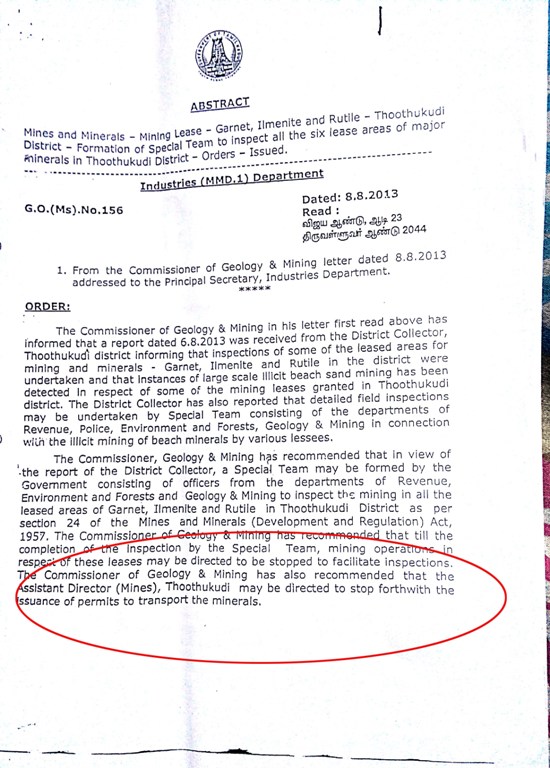 ABSTRACT
Mines and Minerals – Mining Lease – Garnet, Ilmenite and Rutile – Thoothukudi
District – Formation of Special Team to inspect all the six lease areas of major
minerals in Thoothukudi District – Orders – Issued.
Industries (MMD.1) Department
G.O.(Ms).No.156
Dated: 8.8.2013
Read :
விஜய ஆண்டு, ஆடி 23
திருவள்ளுவர் ஆண்டு 2044
1. From the Commissioner of Geology & Mining letter dated 8.8.2013
addressed to the Principal Secretary, Industries Department.
*****
ORDER:
The Commissioner of Geology & Mining in his letter first read above has
informed that a report dated 6.8.2013 was received from the District Collector,
Thoothukudi district informing that inspections of some of the leased areas for
mining and minerals - Garnet, Ilmenite and Rutile in the district were
undertaken and that instances of large scale illicit beach sand mining has been
detected in respect of some of the mining leases granted in Thoothukudi
district. The District Collector has also reported that detailed field inspections
may be undertaken by Special Team consisting of the departments of
Revenue, Police, Environment and Forests, Geology & Mining in connection
with the illicit mining of beach minerals by various lessees.
The Commissioner, Geology & Mining has recommended that in view of
the report of the District Collector, a Special Team may be formed by the
Government consisting of officers from the departments of Revenue,
Environment and Forests and Geology & Mining to inspect the mining in all the
leased areas of Garnet, Ilmenite and Rutile in Thoothukudi District as per
section 24 of the Mines and Minerals (Development and Regulation) Act,
1957. The Commissioner of Geology & Mining has recommended that till the
completion of the inspection by the Special Team, mining operations in
respect of these leases may be directed to be stopped to facilitate inspections.
The Commissioner of Geology & Mining has also recommended that the
Assistant Director (Mines), Thoothukudi may be directed to stop forthwith the
issuance of permits to transport the minerals.